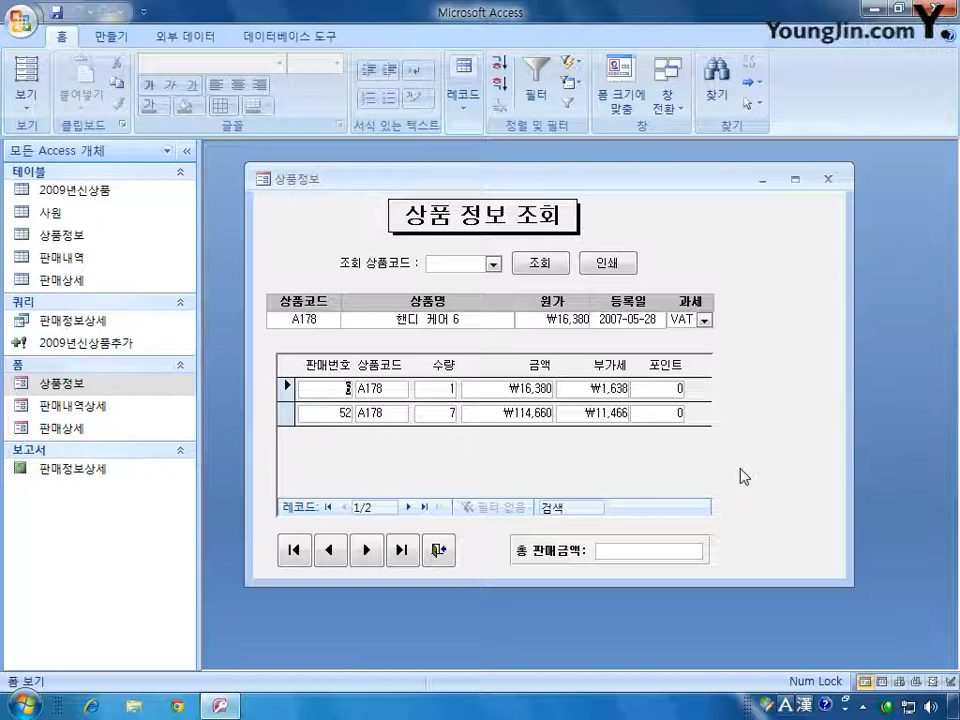 Microsoft Access
YoungJin.com Y.
홈 만들기 외부 데이터 데이터베이스 도구
보기 붙여넣기 가 가 가 레코드 필터 폼 크기에 맞춤 창 전환 찾기
보기 클립보드 글꼴 서식 있는 텍스트 정렬 및 필터 창 찾기
모든 Access 개체
테이블
2009년신상품
사원
상품정보
판매내역
판매상세
쿼리
판매정보상세
2009년신상품추가
폼
상품정보
판매내역상세
판매상세
보고서
판매정보상세
상품정보
상품 정보 조회
조회 상품코드 : 조회 인쇄
상품코드 상품명 원가 등록일 과세
A178 핸디 케어 6 ₩16,380 2007-05-28 VAT
판매번호 상품코드 수량 금액 부가세 포인트
A178 1 ₩16,380 ₩1,638 0
52 A178 7 ₩114,660 ₩11,466 0
레코드: 1/2 필터 없음 검색
총 판매금액:
폼 보기 Num Lock
A 漢